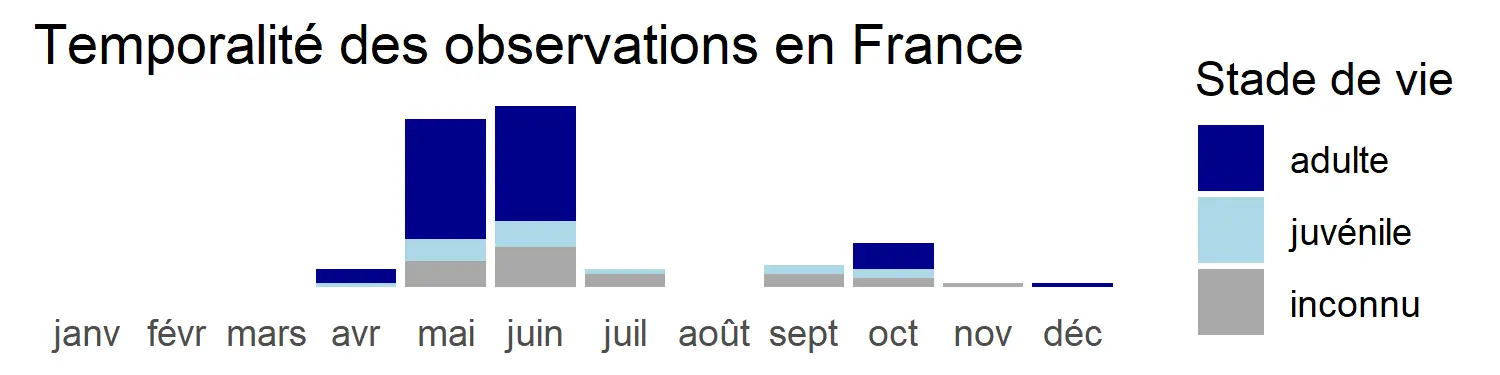 Temporalité des observations en France
Stade de vie
adulte
juvénile
inconnu
janv févr mars avr mai juin juil août sept oct nov déc